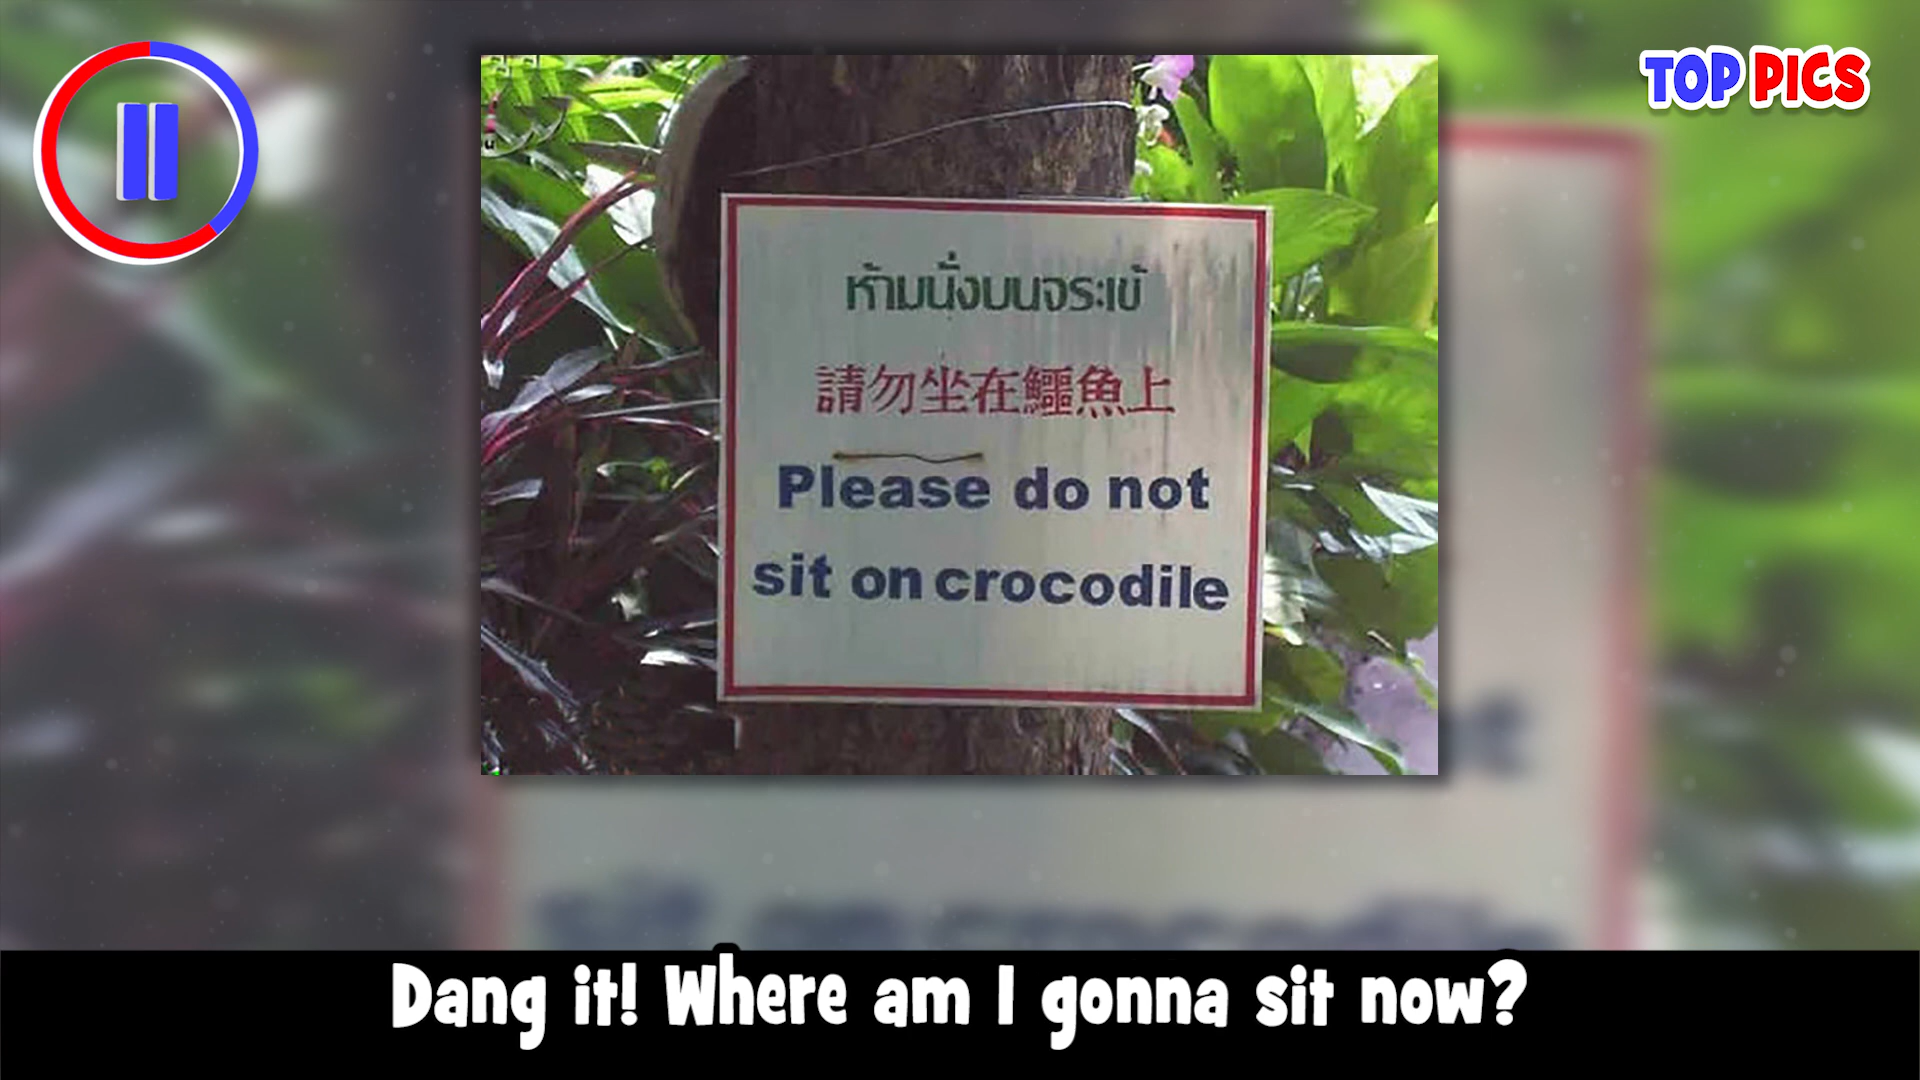 TOP PICS
ห้ามนั่งบนจระเข้
請勿坐在鱷魚上
Please do not
sit on crocodile
Dang it! Where am I gonna sit now?